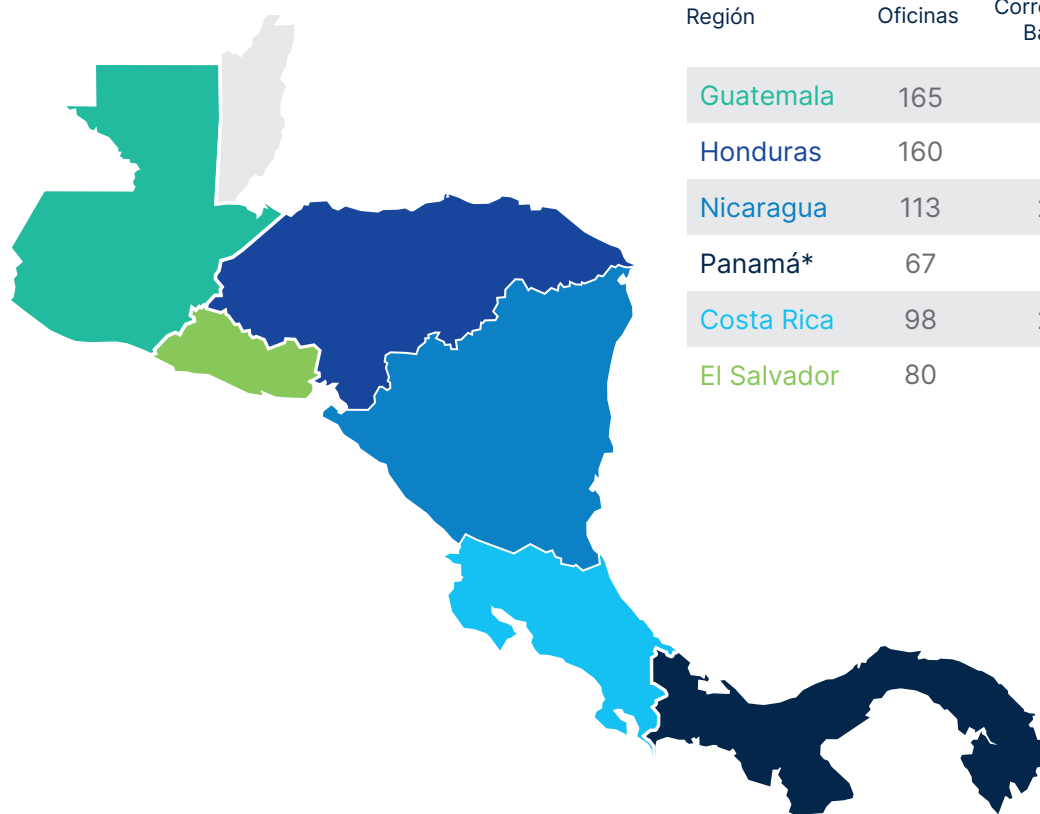 Región Oficinas
Guatemala 165
Honduras 160
Nicaragua 113
Panamá* 67
Costa Rica 98
El Salvador 80